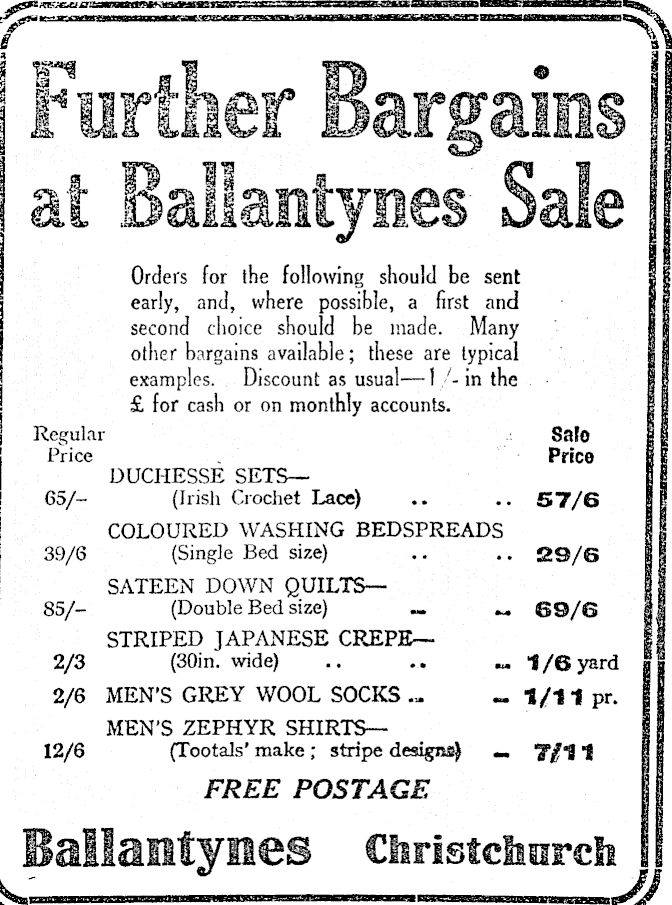 Further Bargains
at Ballantynes Sale
Orders for the following should be sent
early, and, where possible, a first and
second choice should be made. Many
other bargains available; these are typical
examples. Discount as usual—1/- in the
£ for cash or on monthly accounts.
Regular Sale
Price Price
DUCHESSE SETS—
65/– (Irish Crochet Lace) .. .. 57/6
COLOURED WASHING BEDSPREADS
39/6 (Single Bed size) .. .. 29/6
SATEEN DOWN QUILTS—
85/– (Double Bed size) .. .. 69/6
STRIPED JAPANESE CREPE—
2/3 (30in. wide) .. .. .. 1/6 yard
2/6 MEN'S GREY WOOL SOCKS .. .. 1/11 pr.
MEN'S ZEPHYR SHIRTS—
12/6 (Tootals' make; stripe designs) .. 7/11
FREE POSTAGE
Ballantynes Christchurch